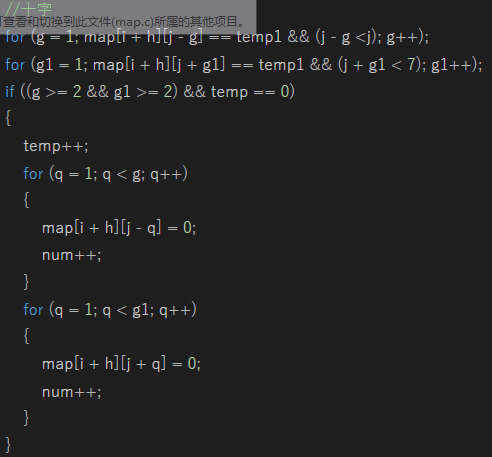 //十字
可查看和切换到此文件(map.c)所属的其他项目。
for (g = 1; map[i + h][j - g] == temp1 && (j - g <j); g++);
for (g1 = 1; map[i + h][j + g1] == temp1 && (j + g1 < 7); g1++);
if ((g >= 2 && g1 >= 2) && temp == 0)
{
temp++;
for (q = 1; q < g; q++)
{
map[i + h][j - q] = 0;
num++;
}
for (q = 1; q < g1; q++)
{
map[i + h][j + q] = 0;
num++;
}
}